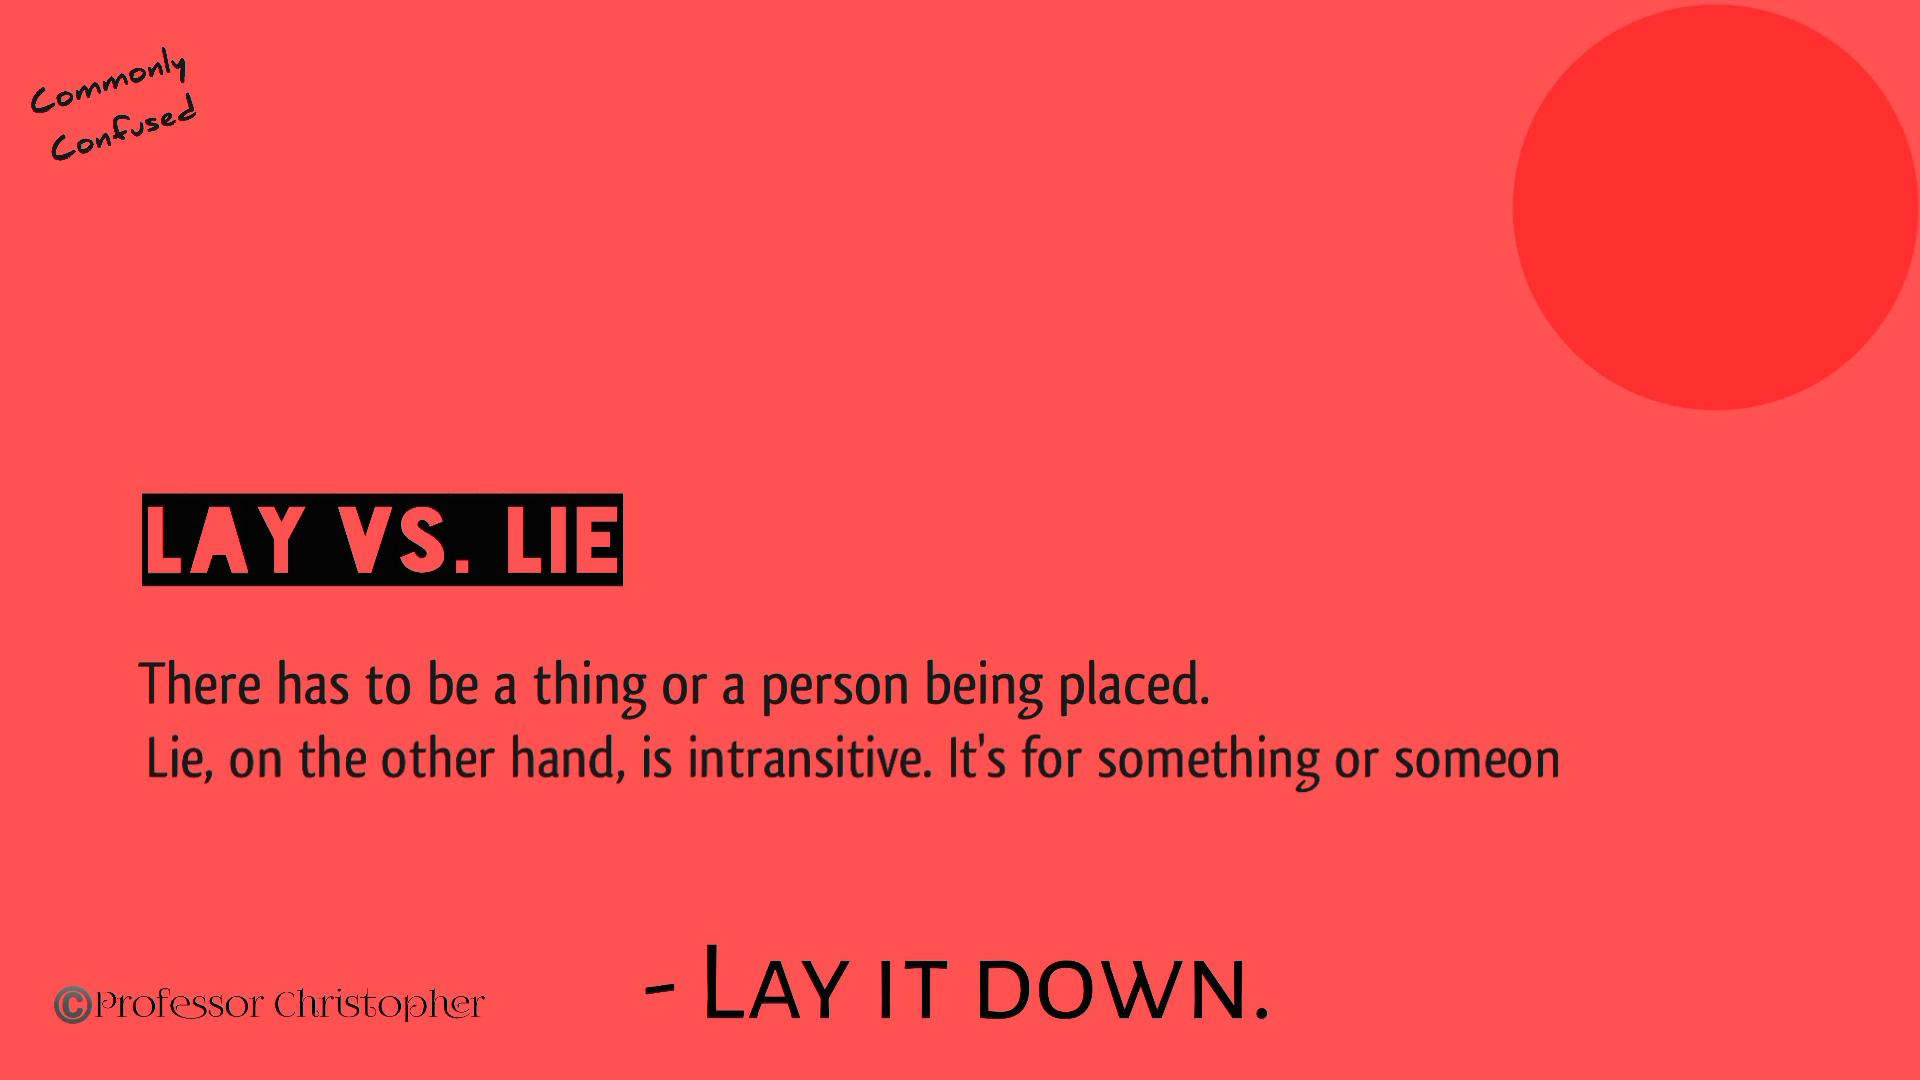 Commonly
Confused
LAY VS. LIE
There has to be a thing or a person being placed.
Lie, on the other hand, is intransitive. It's for something or someon
- Lay it down.
©Professor Christopher